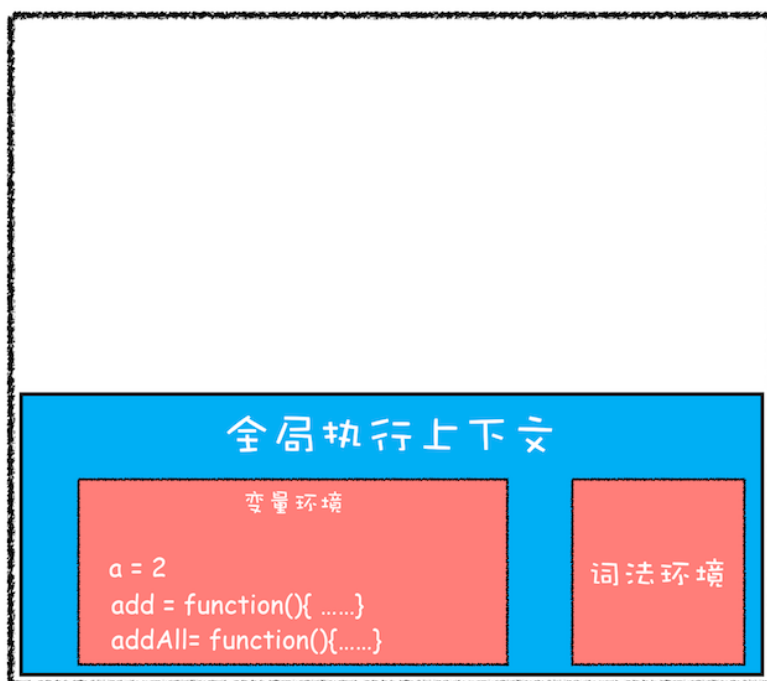 全局执行上下文
变量环境
a = 2
add = function(){ ......}
addAll= function(){......}
词法环境